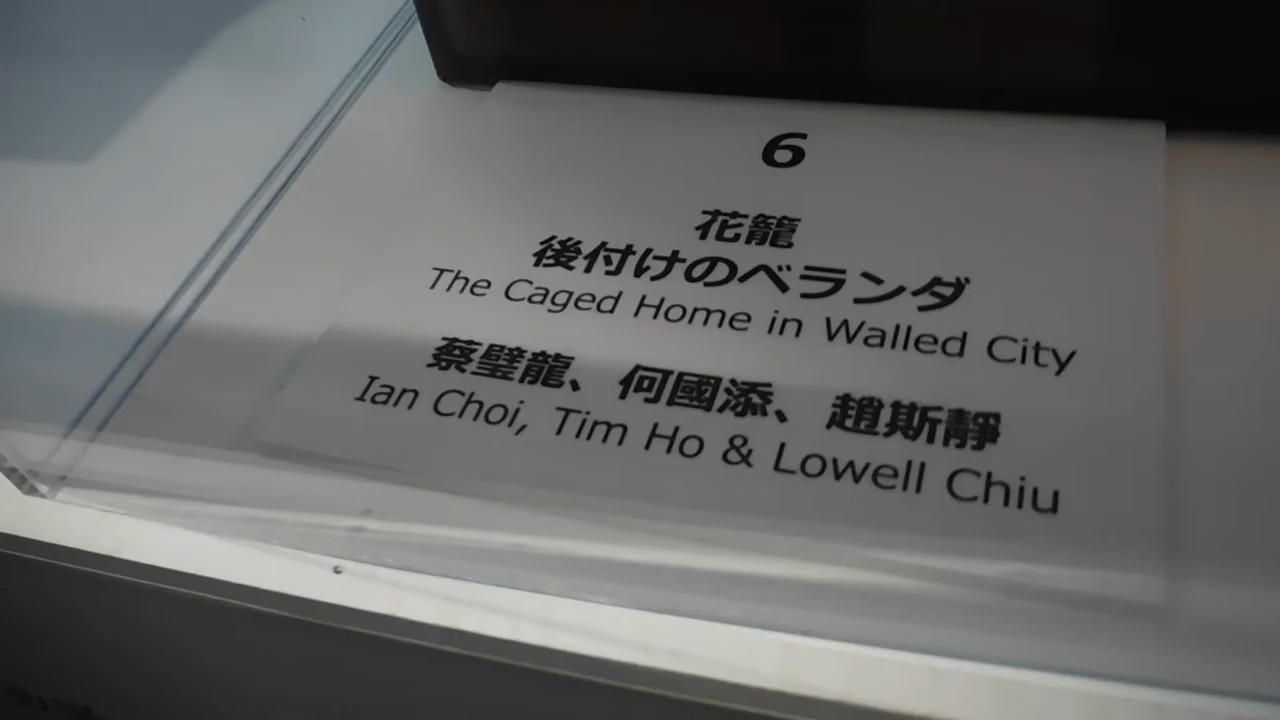 6
花籠
後付けのベランダ
The Caged Home in Walled City
蔡璧龍、何國添、趙斯靜
Ian Choi, Tim Ho & Lowell Chiu